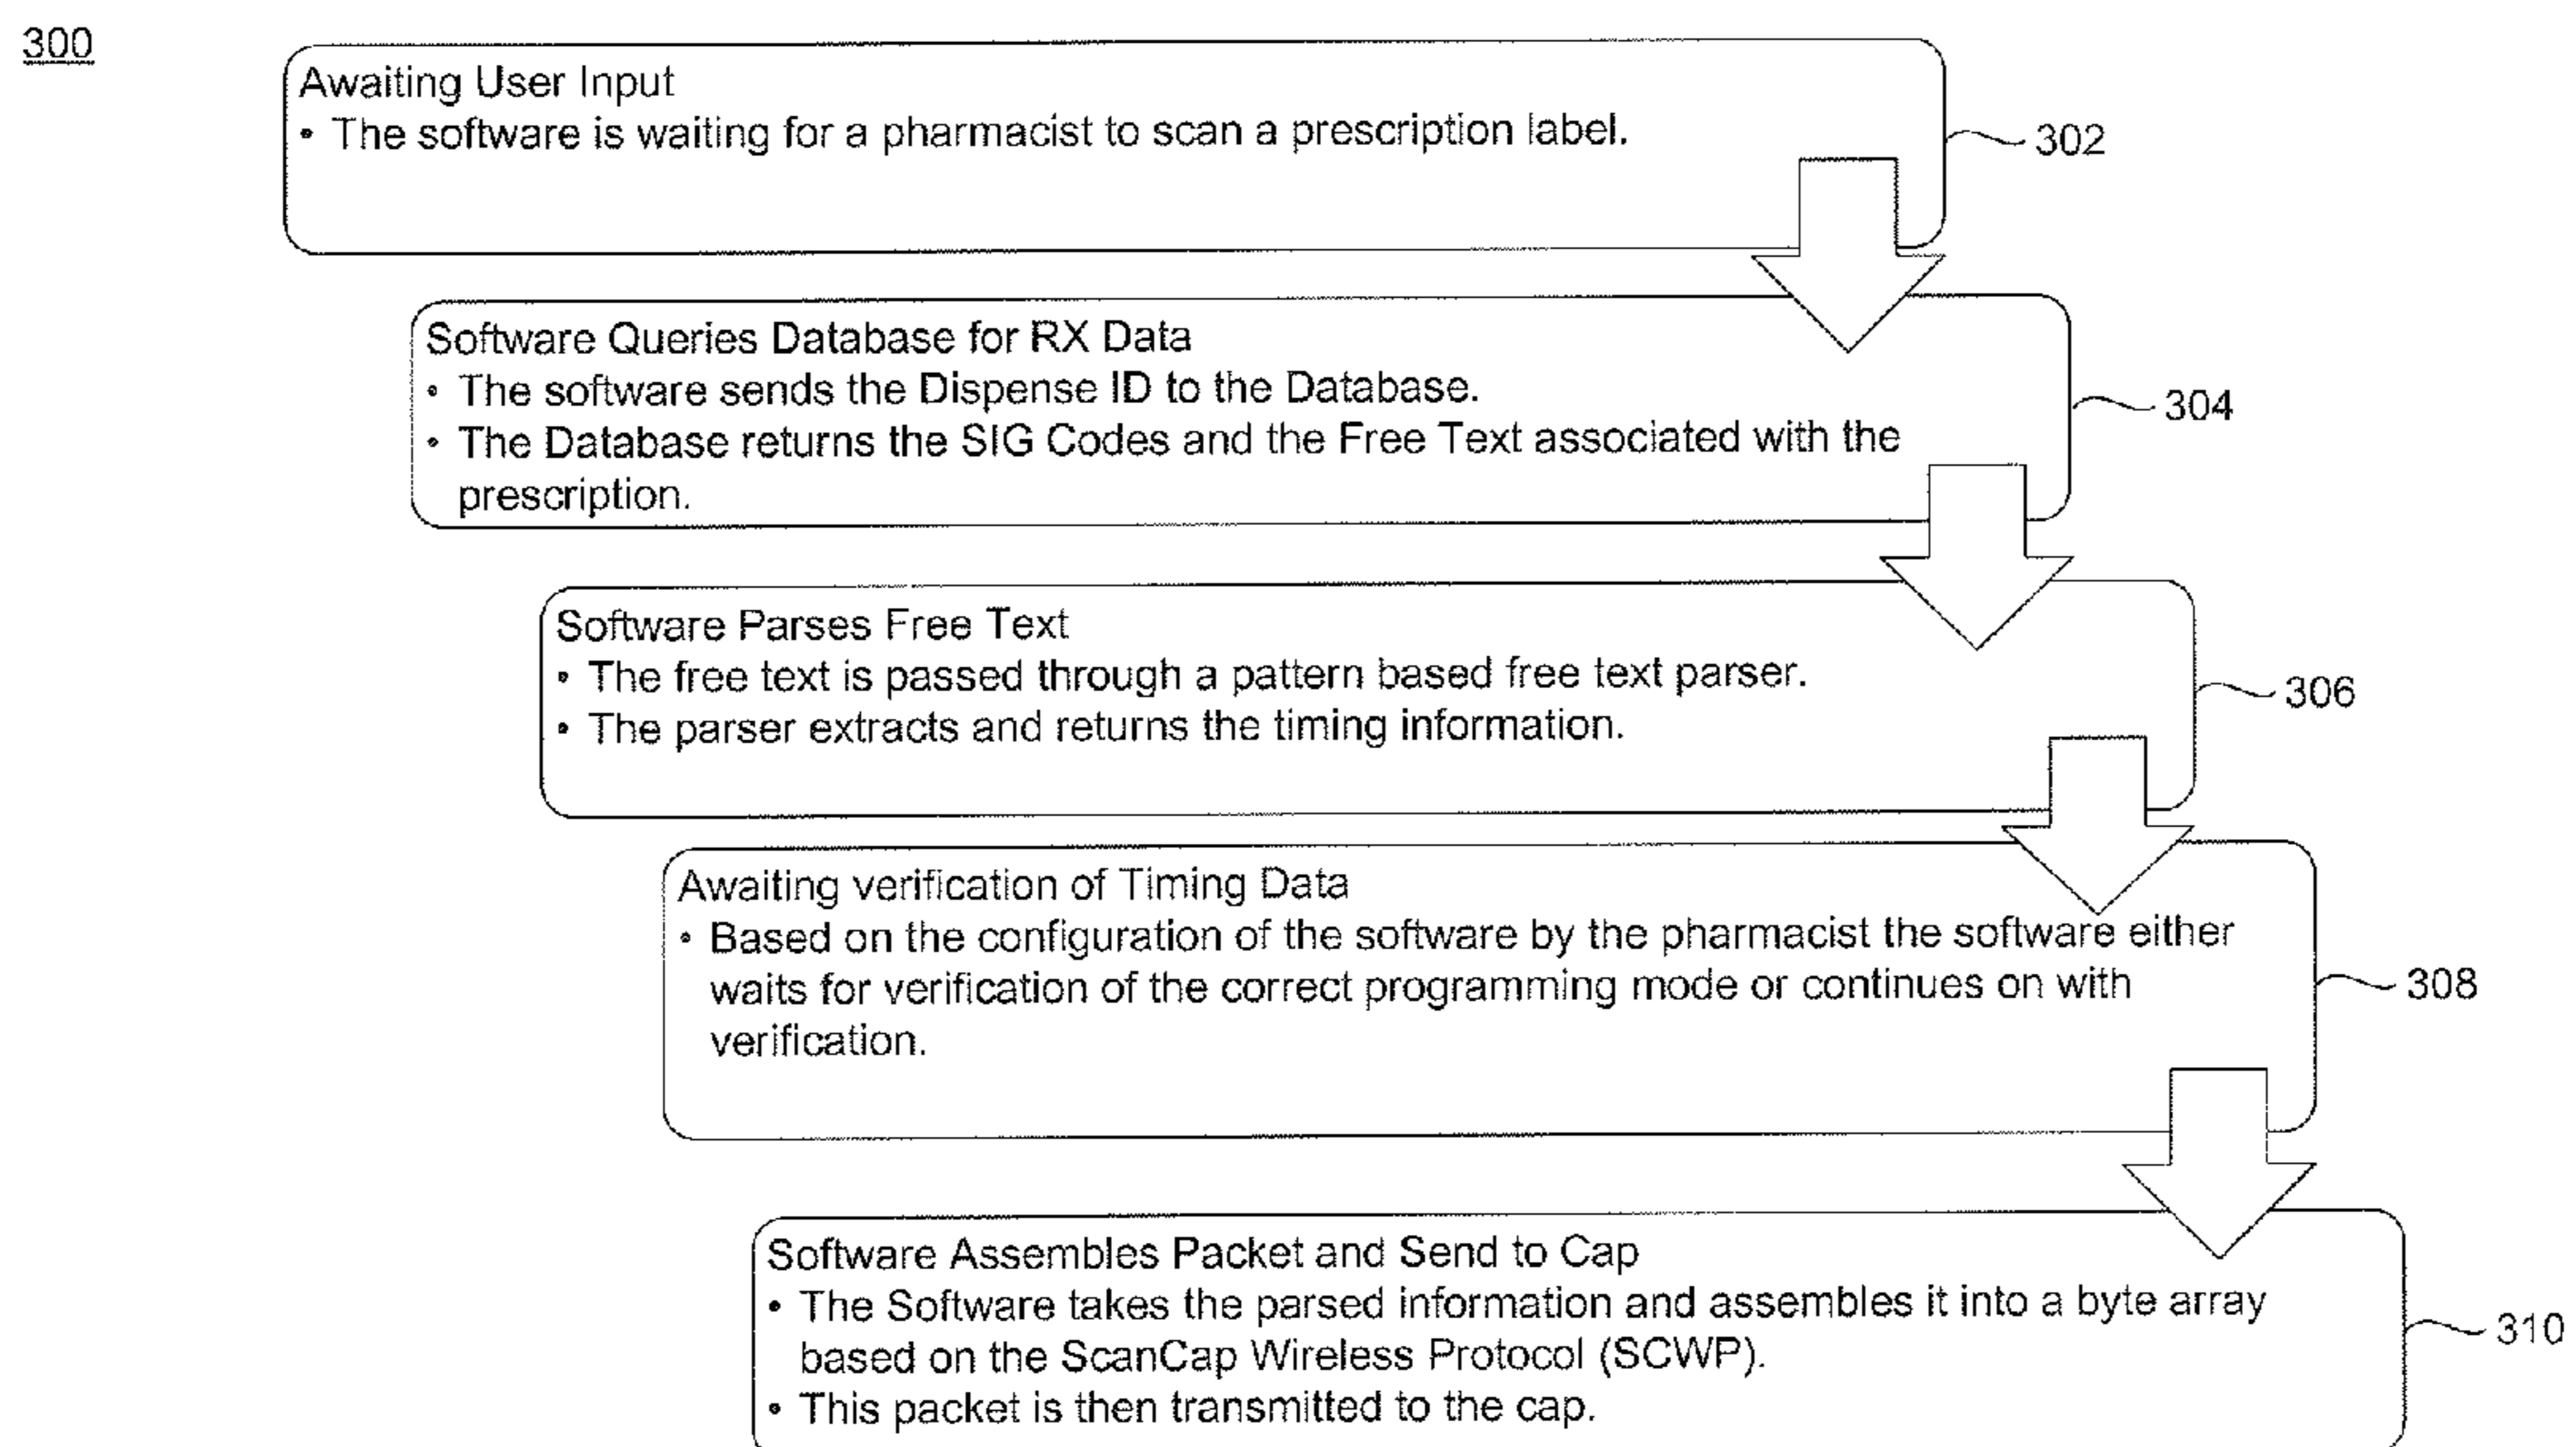 300
Awaiting User Input
• The software is waiting for a pharmacist to scan a prescription label.
302
Software Queries Database for RX Data
• The software sends the Dispense ID to the Database.
• The Database returns the SIG Codes and the Free Text associated with the
prescription.
304
Software Parses Free Text
• The free text is passed through a pattern based free text parser.
• The parser extracts and returns the timing information.
306
Awaiting verification of Timing Data
• Based on the configuration of the software by the pharmacist the software either
waits for verification of the correct programming mode or continues on with
verification.
308
Software Assembles Packet and Send to Cap
• The Software takes the parsed information and assembles it into a byte array
based on the ScanCap Wireless Protocol (SCWP).
• This packet is then transmitted to the cap.
310